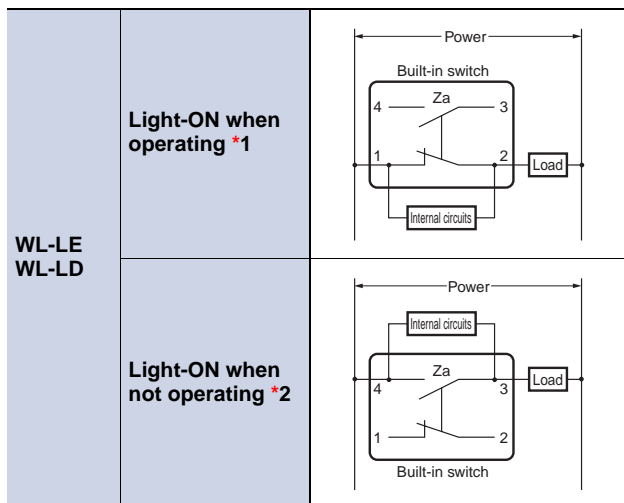 WL-LE
WL-LD
Light-ON when
operating *1
Power
Built-in switch
4 Za 3
1 2 Load
Internal circuits
Light-ON when
not operating *2
Power
Internal circuits
4 Za 3 Load
1 2
Built-in switch